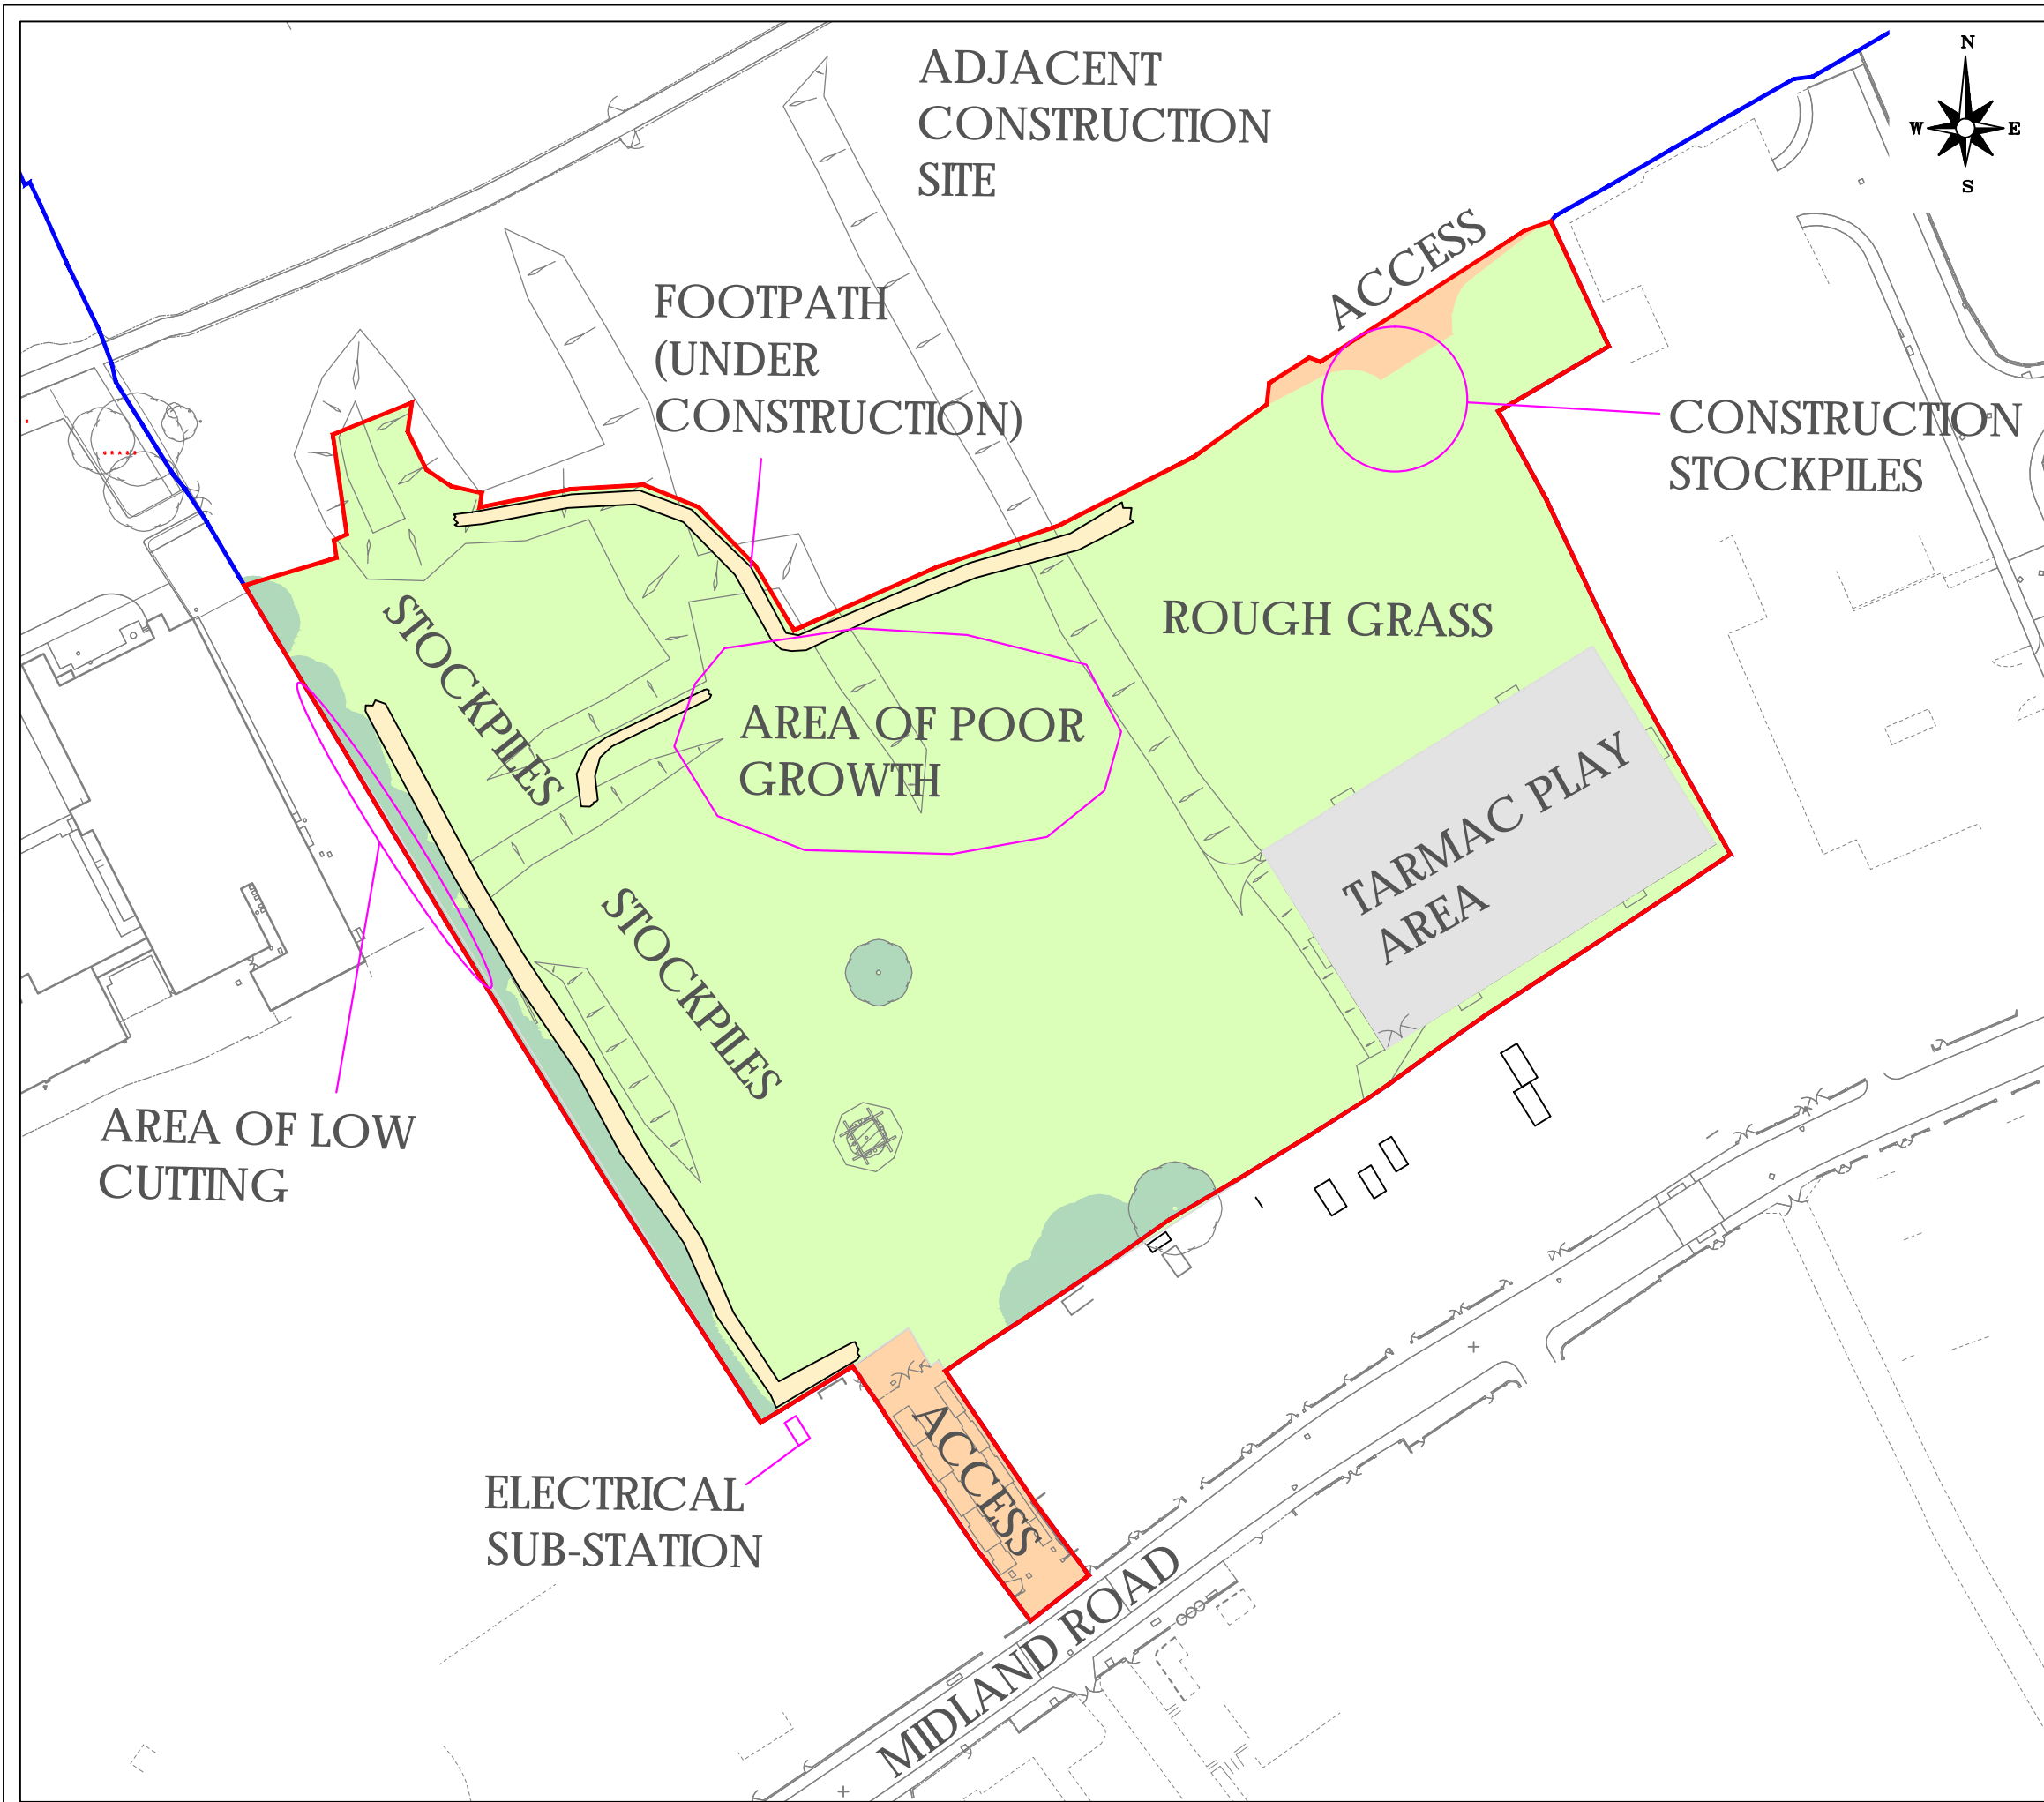 ADJACENT
CONSTRUCTION
SITE
N
W
E
S
ACCESS
FOOTPATH
(UNDER
CONSTRUCTION)
CONSTRUCTION
STOCKPILES
ROUGH GRASS
STOCKPILES
AREA OF POOR
GROWTH
TARMAC PLAY
AREA
STOCKPILES
AREA OF LOW
CUTTING
ACCESS
ELECTRICAL
SUB-STATION
MIDLAND ROAD